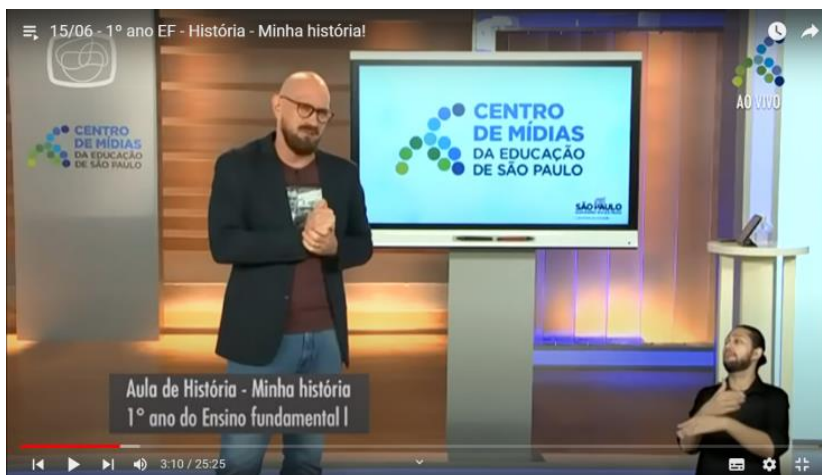 15/06 - 1º ano EF - História - Minha história!
AO VIVO
CENTRO
DE MÍDIAS
DA EDUCAÇÃO
DE SÃO PAULO
CENTRO
DE MÍDIAS
DA EDUCAÇÃO
DE SÃO PAULO
SÃO PAULO
Aula de História - Minha história
1º ano do Ensino fundamental I
3:10 / 25:25